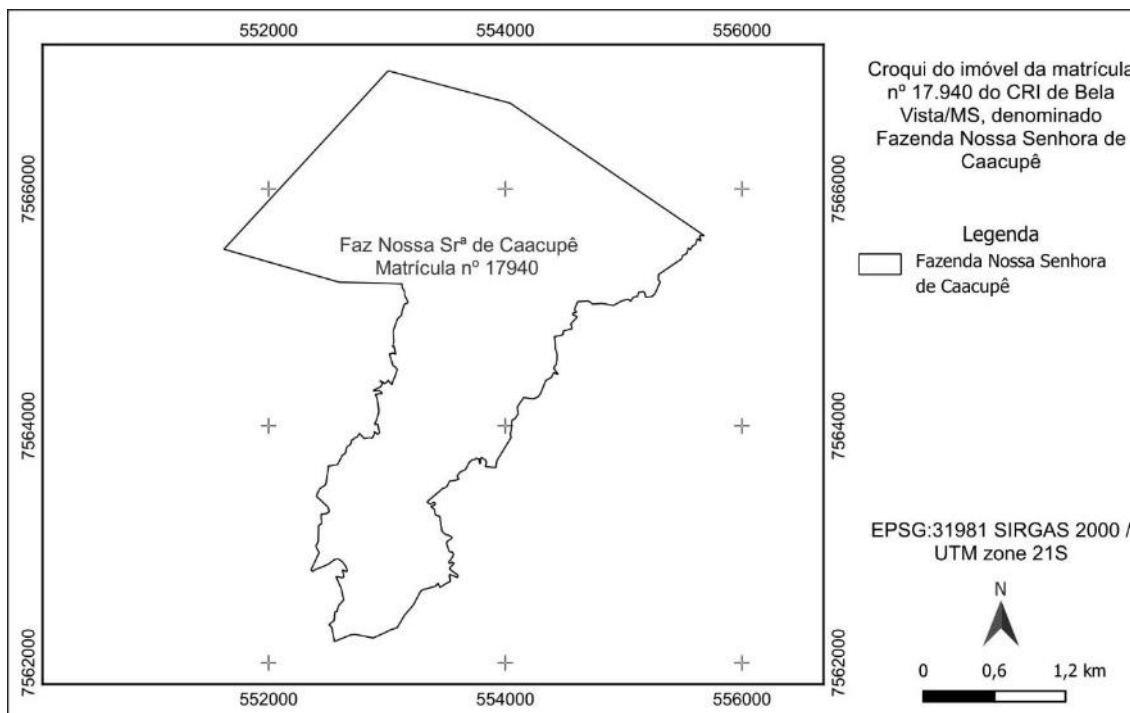 552000
554000
556000
7566000
7566000
7564000
7564000
7562000
7562000
552000
554000
556000
Faz Nossa Srª de Caacupê
Matrícula nº 17940
Croqui do imóvel da matrícula
nº 17.940 do CRI de Bela
Vista/MS, denominado
Fazenda Nossa Senhora de
Caacupê
Legenda
Fazenda Nossa Senhora
de Caacupê
EPSG:31981 SIRGAS 2000 /
UTM zone 21S
N
0 0,6 1,2 km